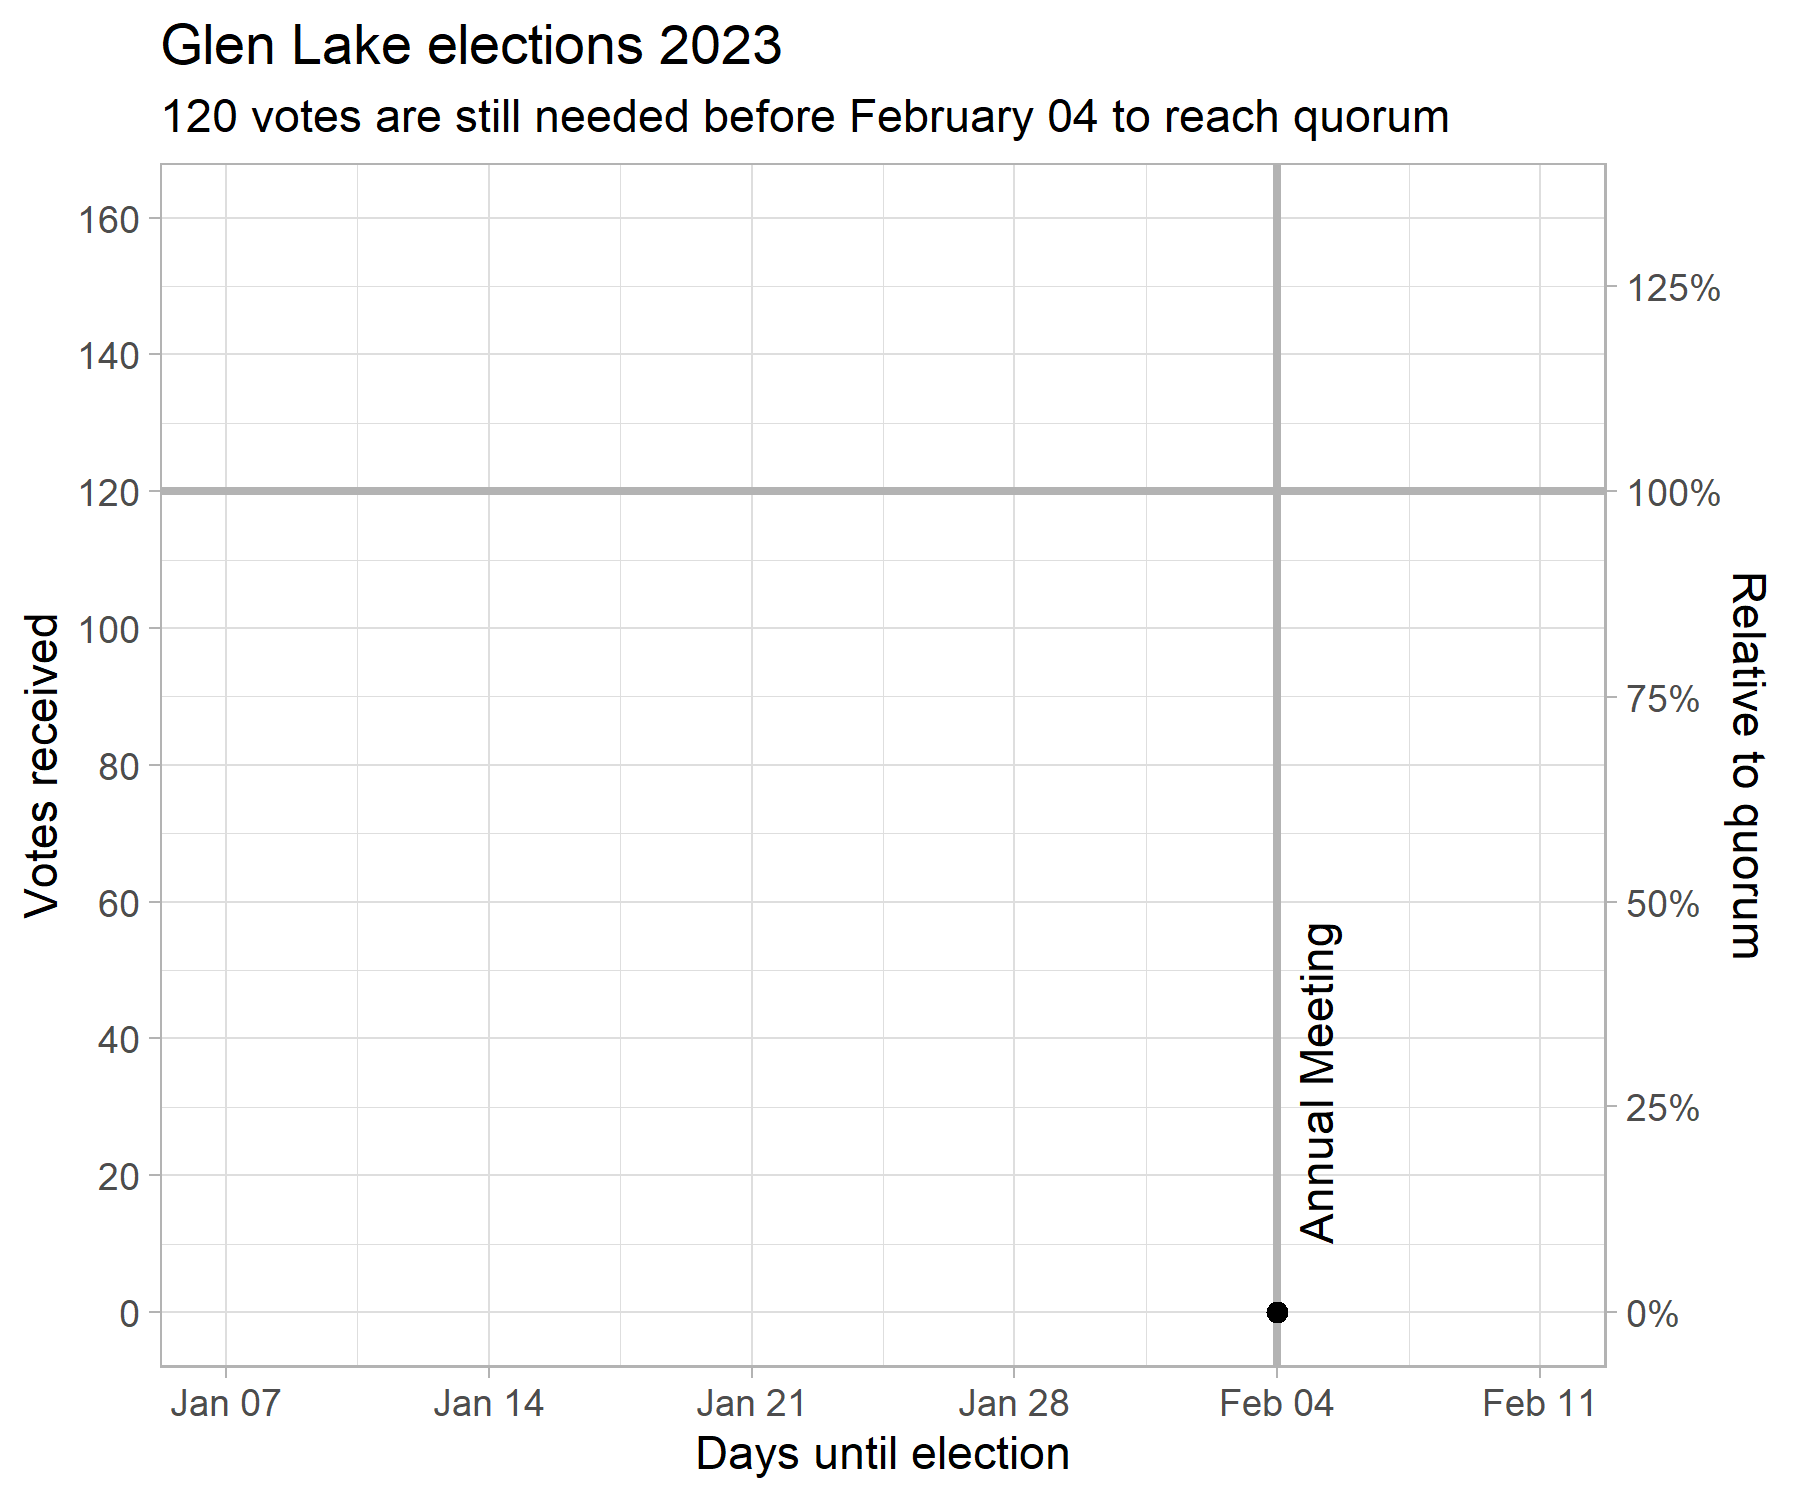 Glen Lake elections 2023
120 votes are still needed before February 04 to reach quorum
160
140
120
100
80
60
40
20
0
Votes received
125%
100%
75%
50%
25%
0%
Relative to quorum
Annual Meeting
Jan 07
Jan 14
Jan 21
Jan 28
Feb 04
Feb 11
Days until election